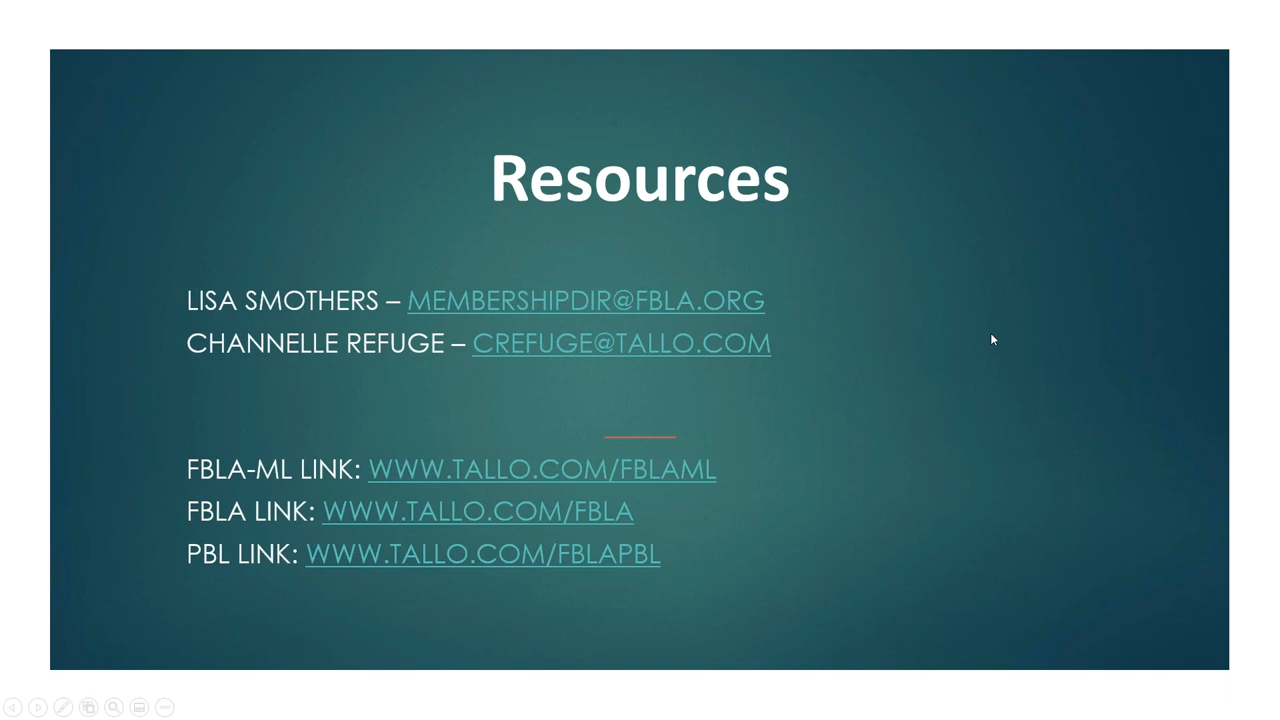 Resources
LISA SMOTHERS – MEMBERSHIPDIR@FBLA.ORG
CHANNELLE REFUGE – CREFUGE@TALLO.COM
FBLA-ML LINK: WWW.TALLO.COM/FBLAML
FBLA LINK: WWW.TALLO.COM/FBLA
PBL LINK: WWW.TALLO.COM/FBLAPBL